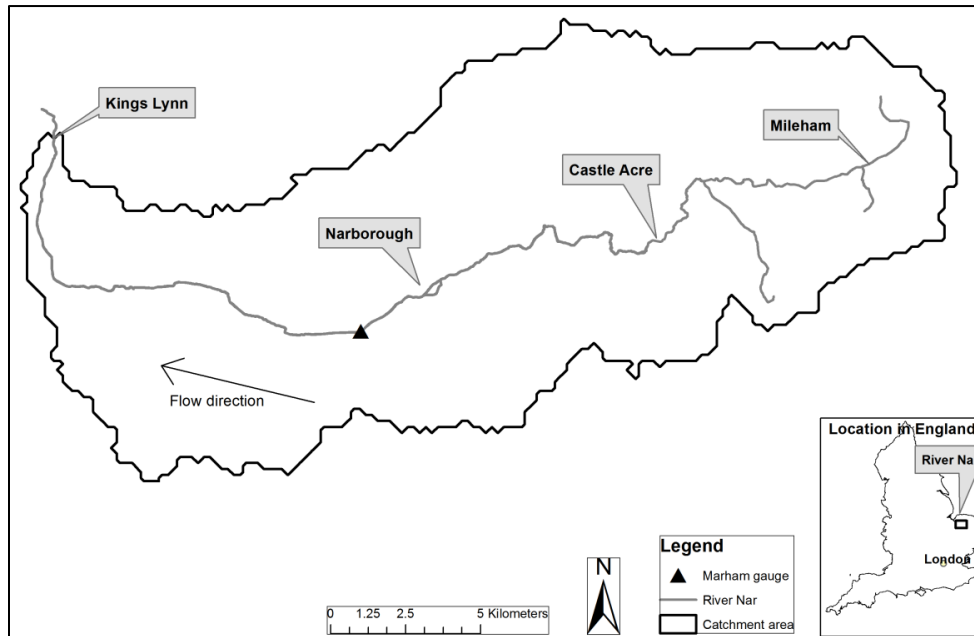 Kings Lynn
Mileham
Castle Acre
Narborough
Flow direction
Location in England
River Na
London
N
Legend
Marham gauge
River Nar
Catchment area
0 1.25 2.5 5 Kilometers